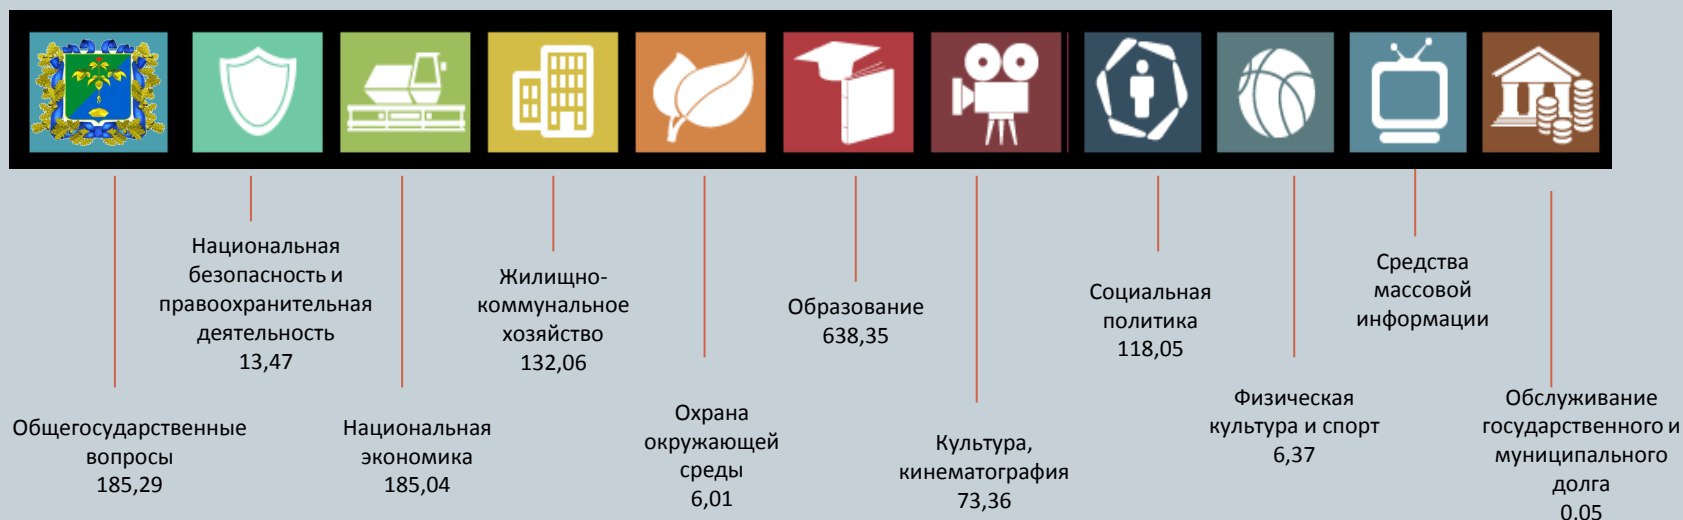 Общегосударственные
вопросы
185,29
Национальная
безопасность и
правоохранительная
деятельность
13,47
Национальная
экономика
185,04
Жилищно-
коммунальное
хозяйство
132,06
Охрана
окружающей
среды
6,01
Образование
638,35
Культура,
кинематография
73,36
Социальная
политика
118,05
Физическая
культура и спорт
6,37
Средства
массовой
информации
Обслуживание
государственного и
муниципального
долга
0,05